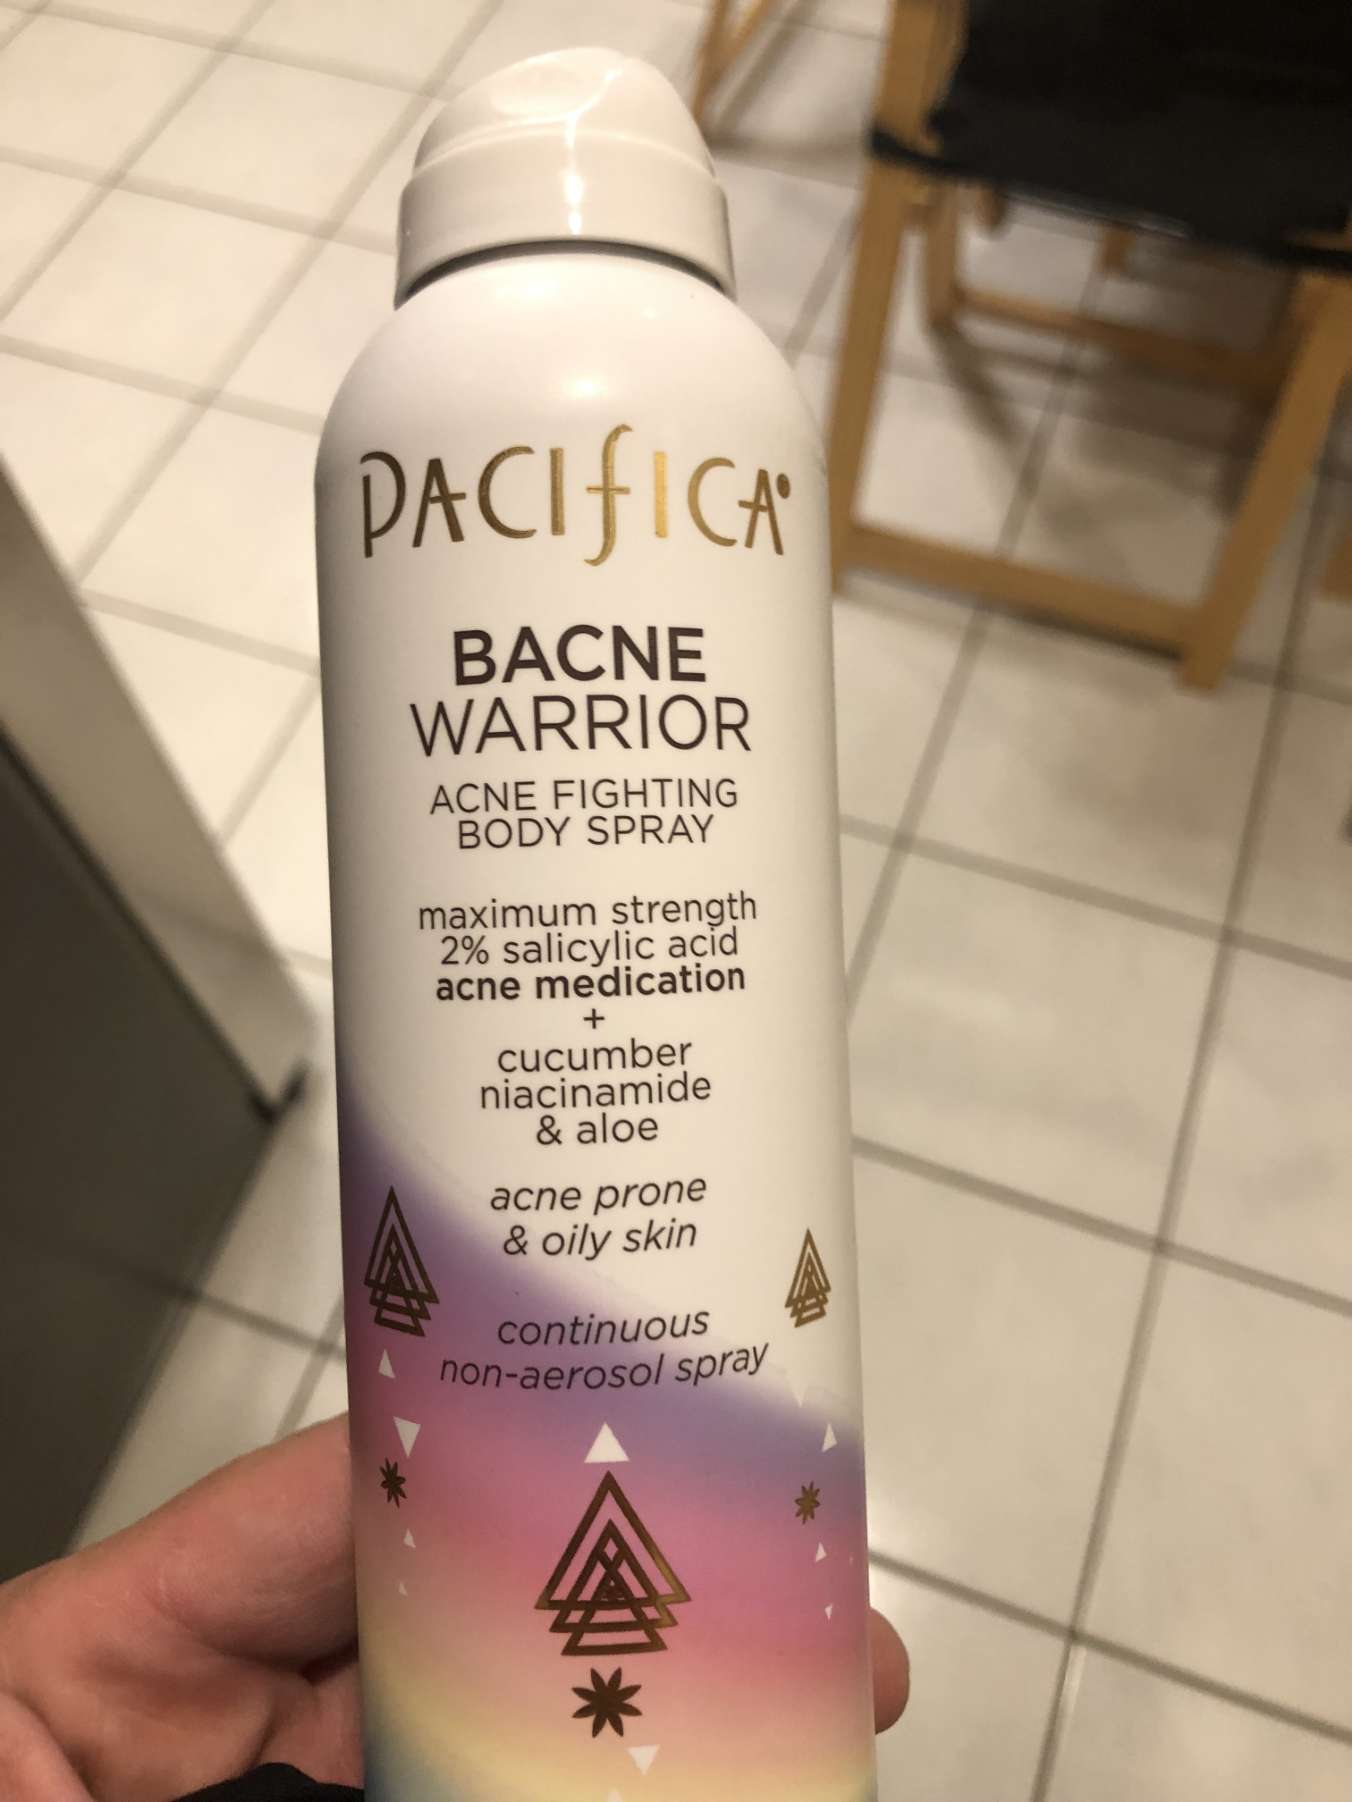 PACIFICA
BACNE
WARRIOR
ACNE FIGHTING
BODY SPRAY
maximum strength
2% salicylic acid
acne medication
+
cucumber
niacinamide
& aloe
acne prone
& oily skin
continuous
non-aerosol spray